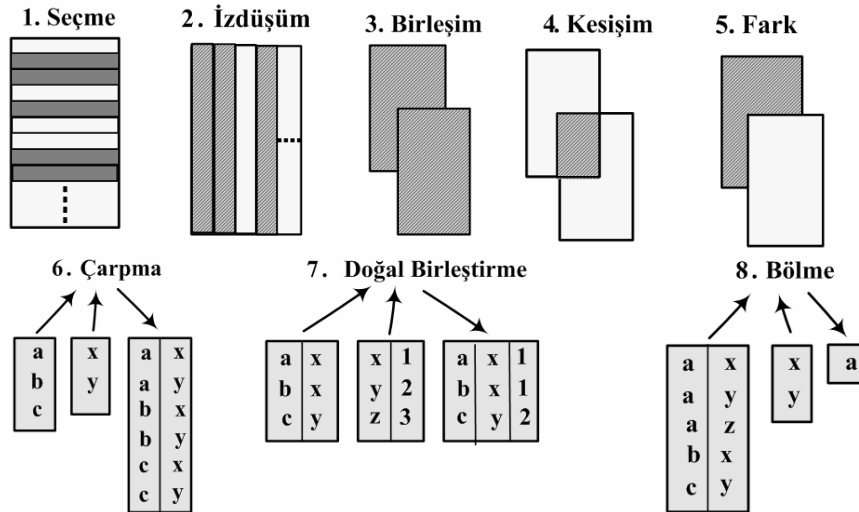 1. Seçme
2. İzdüşüm
3. Birleşim
4. Kesişim
5. Fark
6. Çarpma
a
b
c
x
y
a x
a y
b x
b y
c x
c y
7. Doğal Birleştirme
a x
b x
c y
x 1
y 2
z 3
a x 1
b x 1
c y 2
8. Bölme
a x
a y
a z
b x
c y
x
y
a